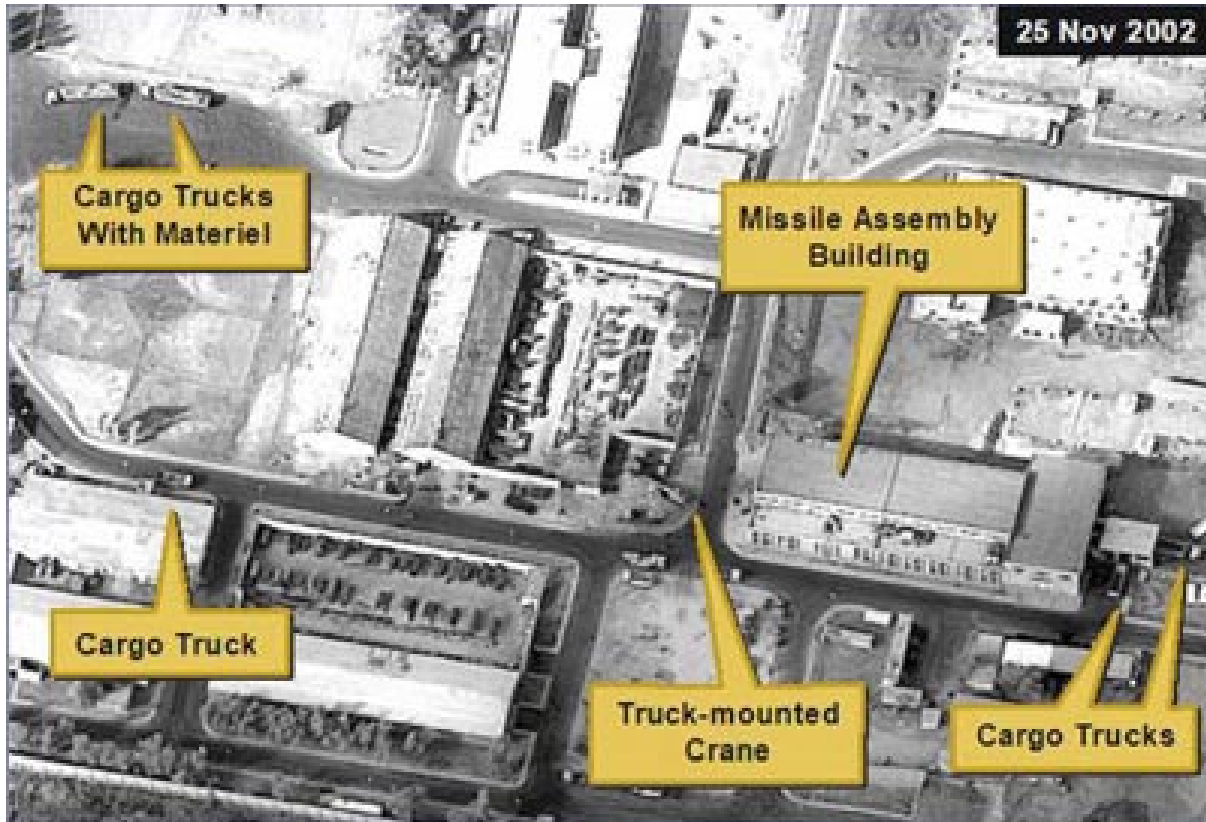 25 Nov 2002
Cargo Trucks
With Materiel
Missile Assembly
Building
Cargo Truck
Truck-mounted
Crane
Cargo Trucks